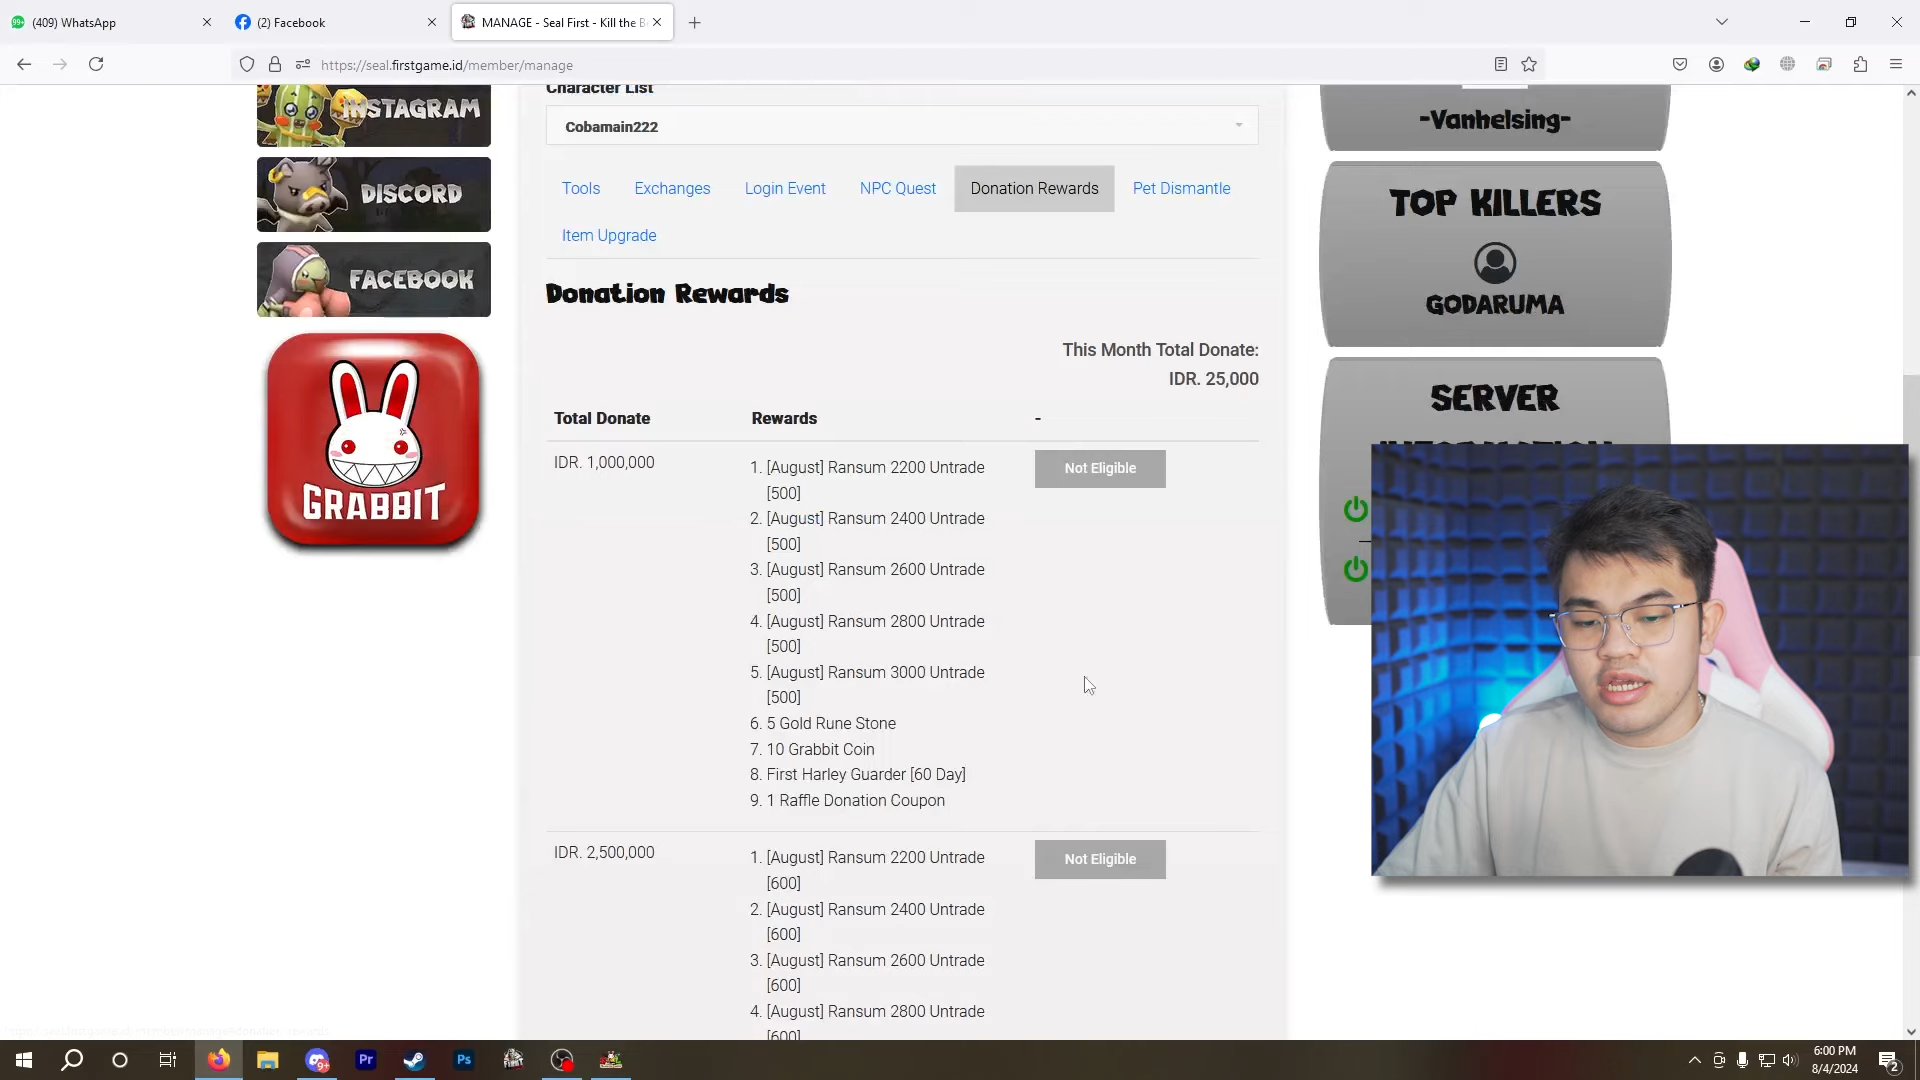 (409) WhatsApp
(2) Facebook
MANAGE - Seal First - Kill the B
https://seal.firstgame.id/member/manage
INSTAGRAM
DISCORD
FACEBOOK
GRABBIT
Character List
Cobamain222
Tools
Exchanges
Login Event
NPC Quest
Donation Rewards
Pet Dismantle
Item Upgrade
Donation Rewards
This Month Total Donate:
IDR. 25,000
Total Donate
Rewards
-
IDR. 1,000,000
1. [August] Ransum 2200 Untrade
[500]
2. [August] Ransum 2400 Untrade
[500]
3. [August] Ransum 2600 Untrade
[500]
4. [August] Ransum 2800 Untrade
[500]
5. [August] Ransum 3000 Untrade
[500]
6. 5 Gold Rune Stone
7. 10 Grabbit Coin
8. First Harley Guarder [60 Day]
9. 1 Raffle Donation Coupon
Not Eligible
IDR. 2,500,000
1. [August] Ransum 2200 Untrade
[600]
2. [August] Ransum 2400 Untrade
[600]
3. [August] Ransum 2600 Untrade
[600]
4. [August] Ransum 2800 Untrade
[600]
Not Eligible
-Vanhelsing-
TOP KILLERS
GODARUMA
SERVER
9+
Pr
Ps
6:00 PM
8/4/2024
2